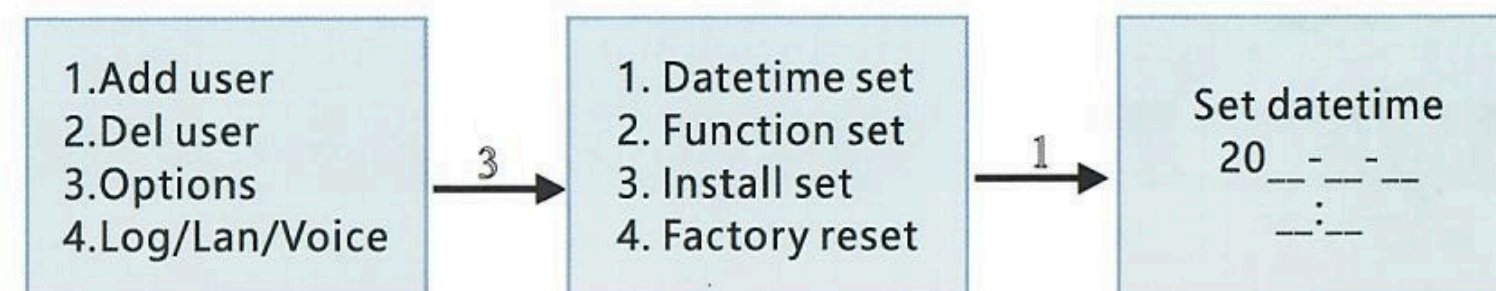 1.Add user
2.Del user
3.Options
4.Log/Lan/Voice
3
1. Datetime set
2. Function set
3. Install set
4. Factory reset
1
Set datetime
20__-__-__
__:__